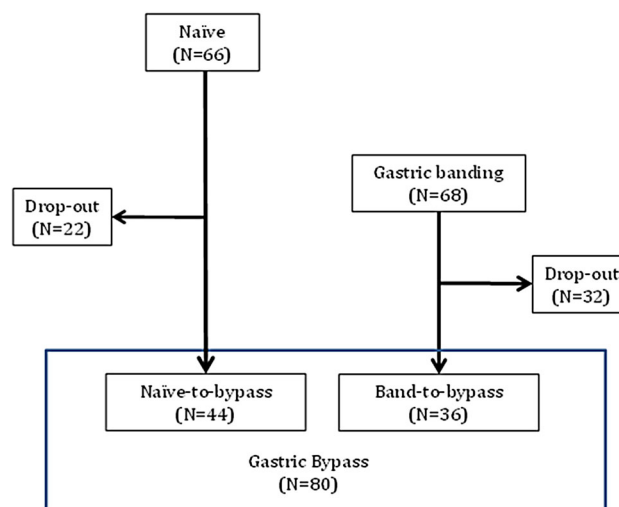 Naïve
(N=66)
Gastric banding
(N=68)
Drop-out
(N=22)
Drop-out
(N=32)
Naïve-to-bypass
(N=44)
Band-to-bypass
(N=36)
Gastric Bypass
(N=80)